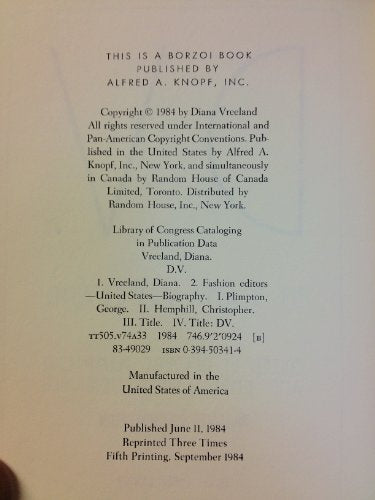 THIS IS A BORZOI BOOK
PUBLISHED BY
ALFRED A. KNOPF, INC.
Copyright © 1984 by Diana Vreeland
All rights reserved under International and
Pan-American Copyright Conventions. Pub-
lished in the United States by Alfred A.
Knopf, Inc., New York, and simultaneously
in Canada by Random House of Canada
Limited, Toronto. Distributed by
Random House, Inc., New York.
Library of Congress Cataloging
in Publication Data
Vreeland, Diana.
D.V.
1. Vreeland, Diana. 2. Fashion editors
—United States—Biography. I. Plimpton,
George. II. Hemphill, Christopher.
III. Title. IV. Title: DV.
TT505.V74A33 1984 746.9'2'0924 [B]
83-49029 ISBN 0-394-50341-4
Manufactured in the
United States of America
Published June 11, 1984
Reprinted Three Times
Fifth Printing, September 1984